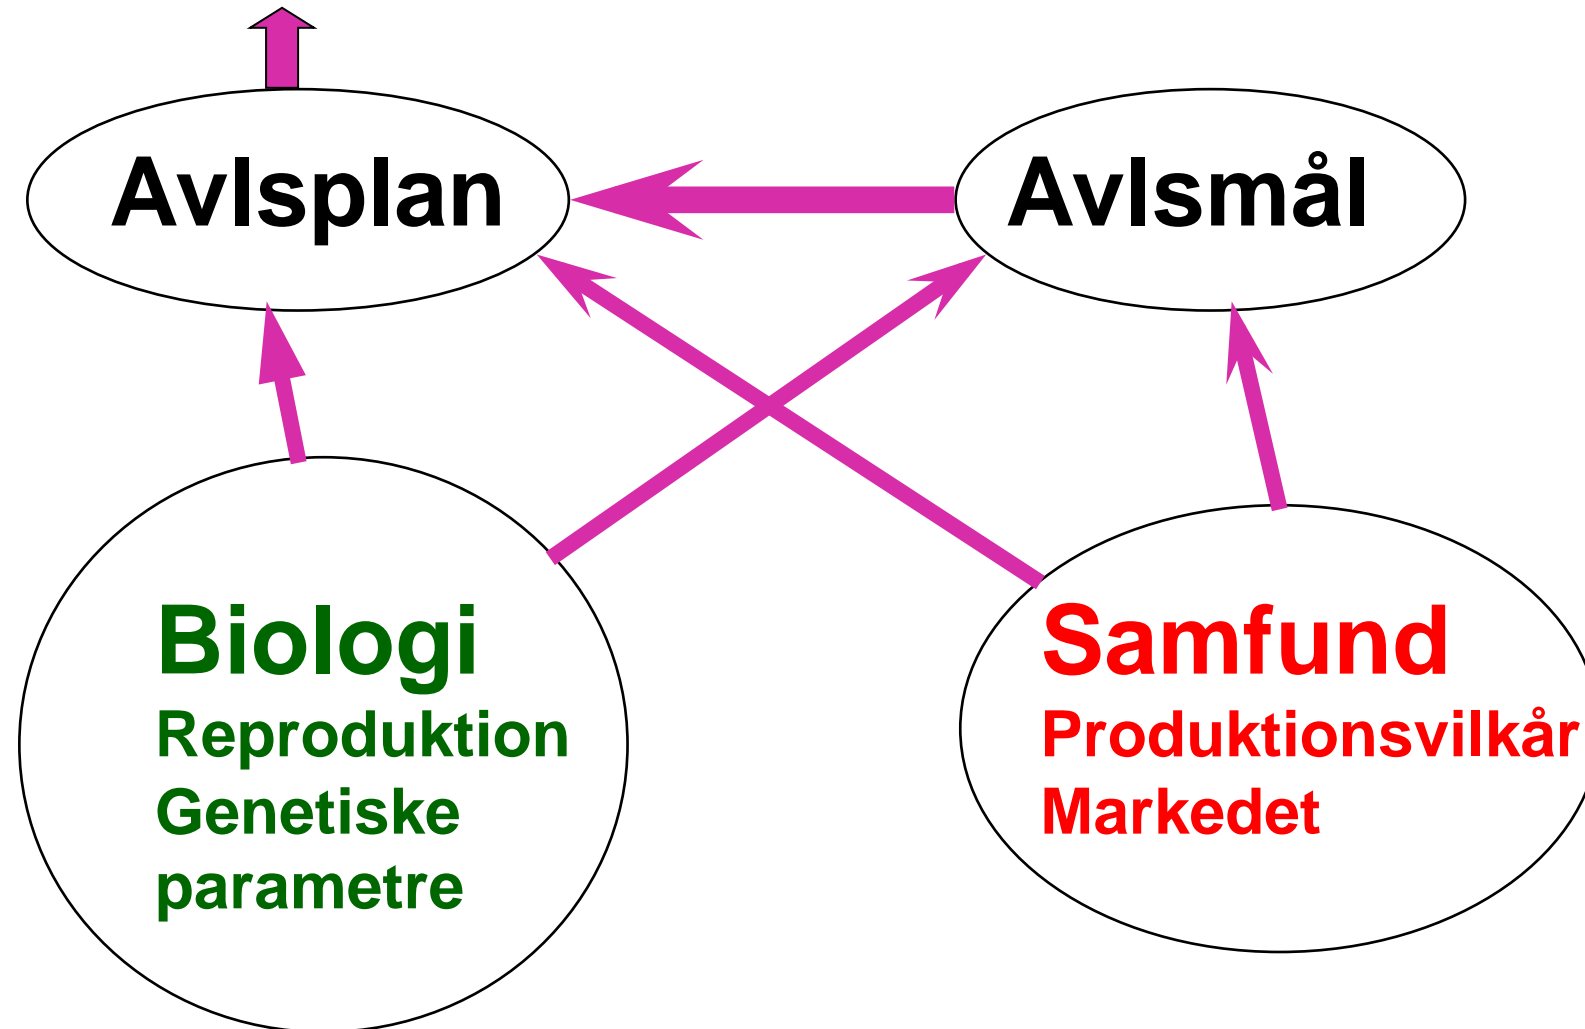 Avlsplan
Avlsmål
Biologi
Reproduktion
Genetiske
parametre
Samfund
Produktionsvilkår
Markedet